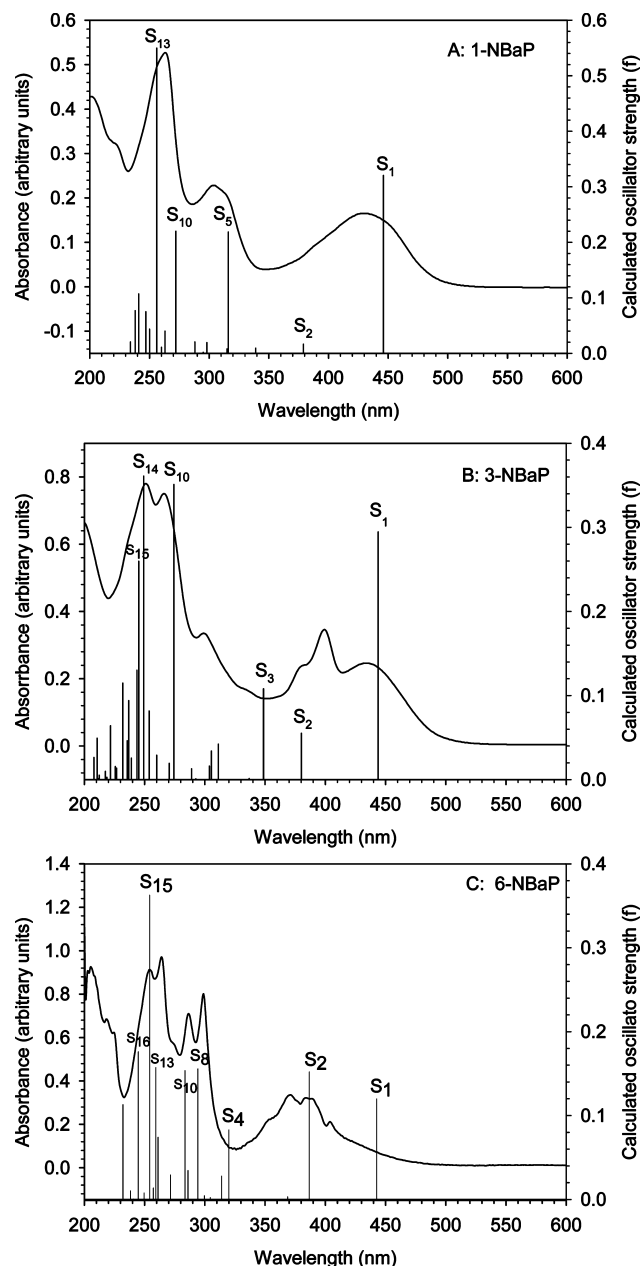 A: 1-NBaP
Absorbance (arbitrary units)
0.6
0.5
0.4
0.3
0.2
0.1
0.0
-0.1
S13
S10
S5
S2
S1
0.6
0.5
0.4
0.3
0.2
0.1
0.0
Calculated oscillaltor strength (f)
200 250 300 350 400 450 500 550 600
Wavelength (nm)
B: 3-NBaP
Absorrbance (arbitrary units)
0.8
0.6
0.4
0.2
0.0
S14
S10
S15
S3
S2
S1
0.4
0.3
0.2
0.1
0.0
Calculated oscillator strength (f)
200 250 300 350 400 450 500 550 600
Wavelength (nm)
C: 6-NBaP
Absorbance (arbitrary units)
1.4
1.2
1.0
0.8
0.6
0.4
0.2
0.0
S15
S16
S13
S8
S10
S4
S2
S1
0.4
0.3
0.2
0.1
0.0
Calculated oscillato strength (f)
200 250 300 350 400 450 500 550 600
Wavelength (nm)